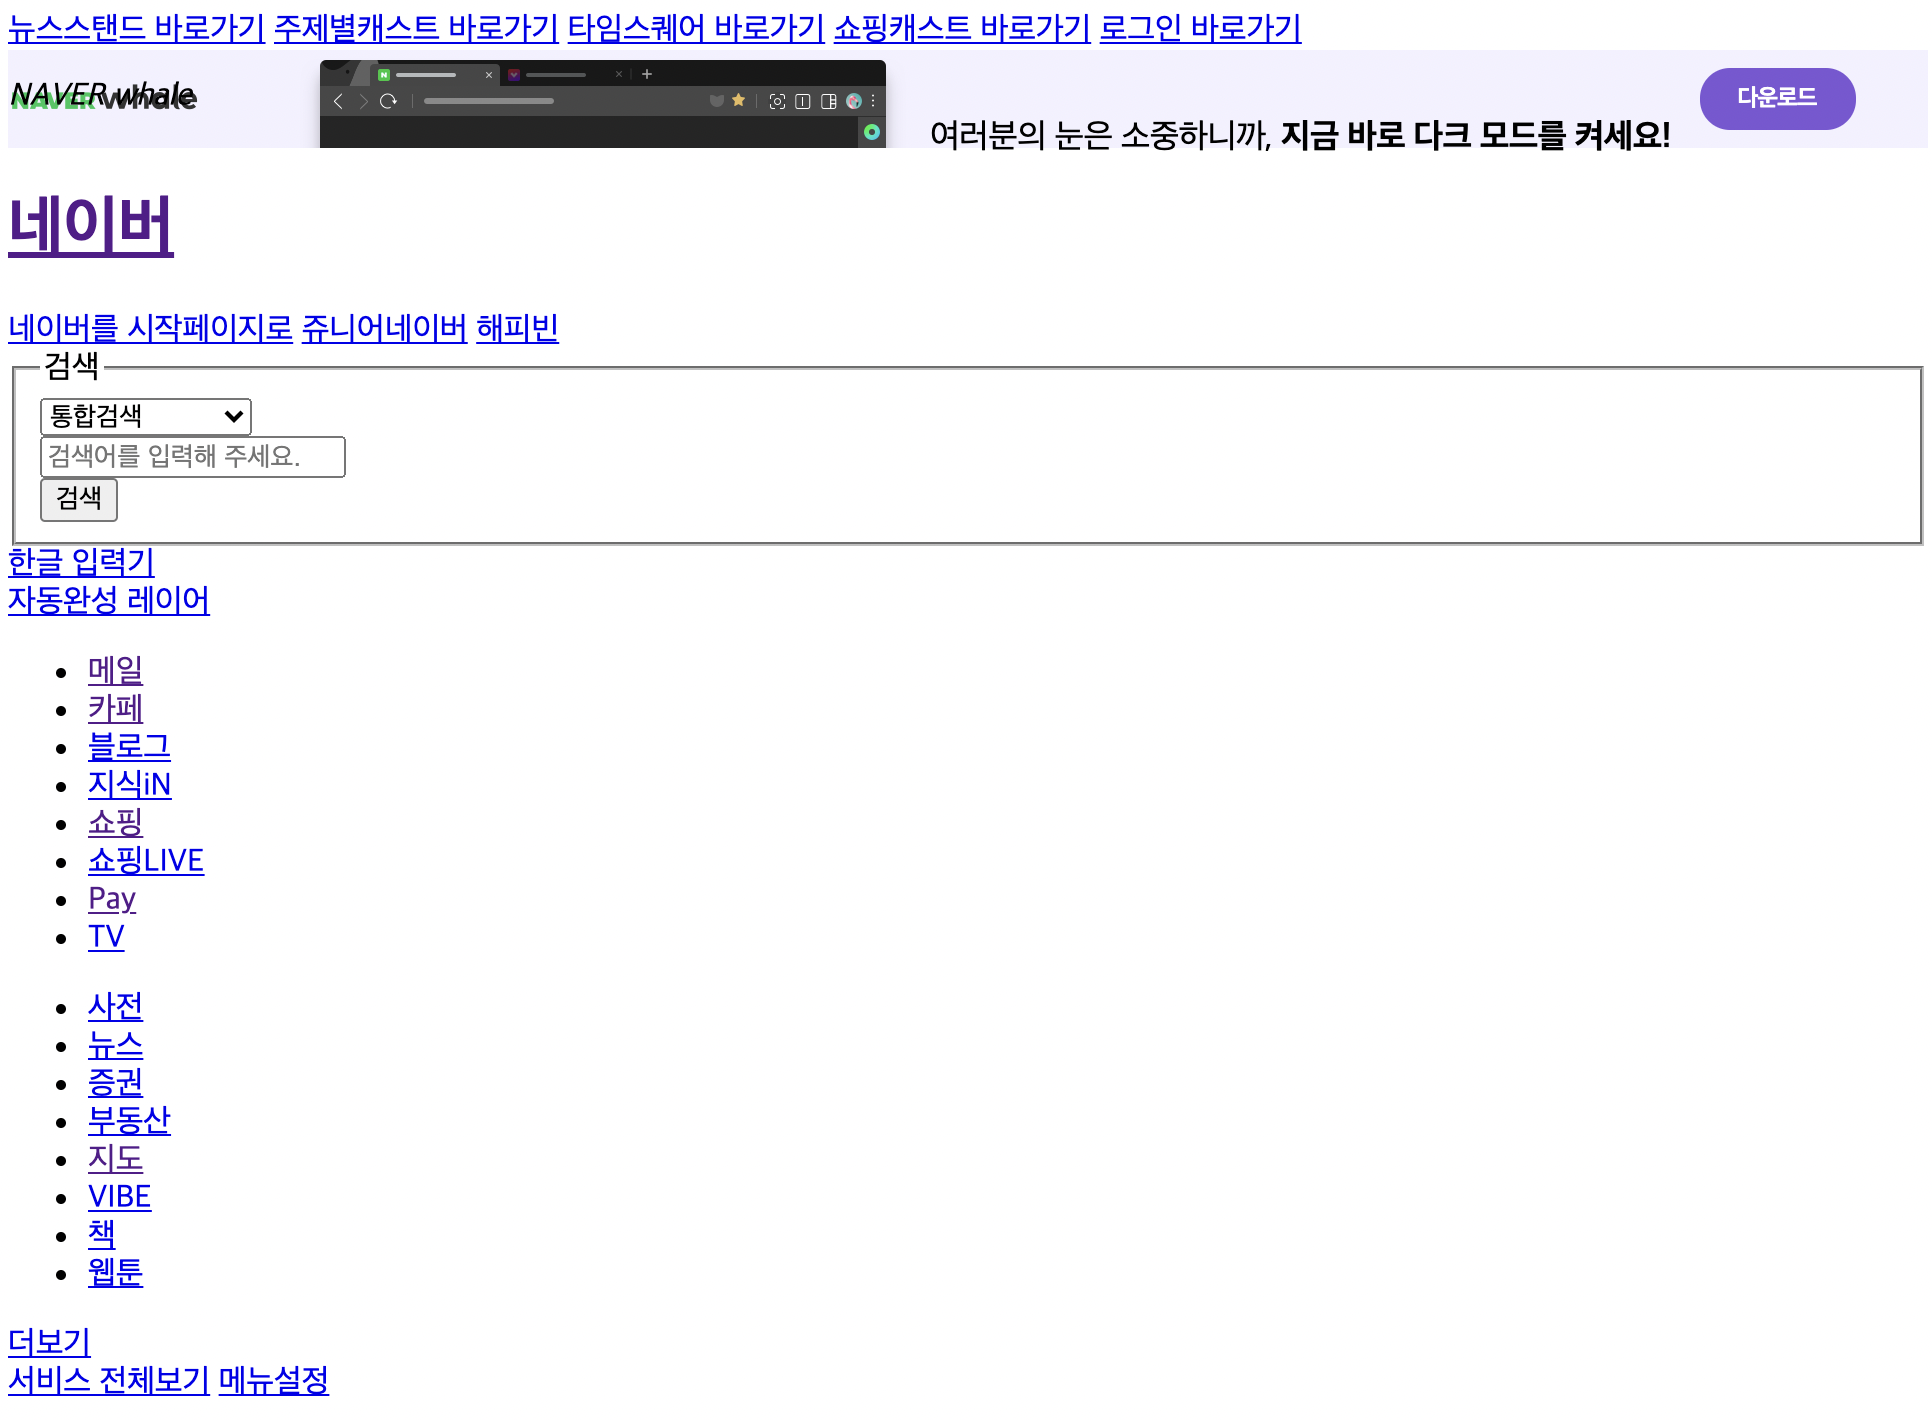 뉴스스탠드 바로가기 주제별캐스트 바로가기 타임스퀘어 바로가기 쇼핑캐스트 바로가기 로그인 바로가기
NAVER whale
NAVER whale
여러분의 눈은 소중하니까, 지금 바로 다크 모드를 켜세요!
다운로드
네이버
네이버를 시작페이지로 쥬니어네이버 해피빈
검색
통합검색
검색어를 입력해 주세요.
검색
한글 입력기
자동완성 레이어
메일
카페
블로그
지식iN
쇼핑
쇼핑LIVE
Pay
TV
사전
뉴스
증권
부동산
지도
VIBE
책
웹툰
더보기
서비스 전체보기 메뉴설정